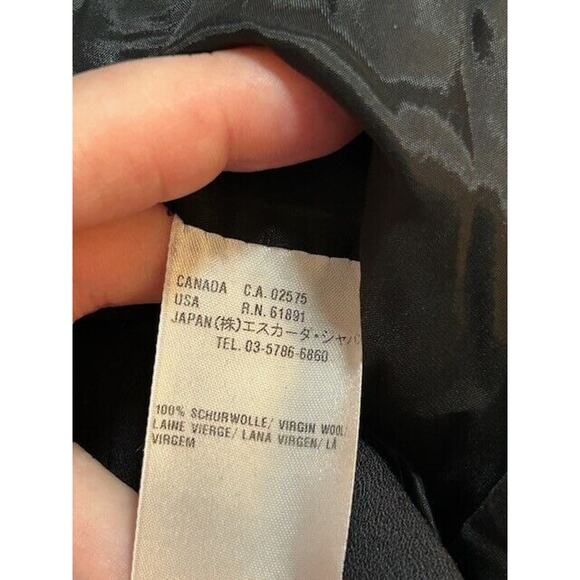 CANADA C.A. 02575
USA R.N. 61891
JAPAN(株)エスカーダ・ジャパ
TEL. 03-5786-6860
100% SCHURWOLLE/ VIRGIN WOOL/
LAINE VIERGE/ LANA VIRGEN/ LÃ
VIRGEM